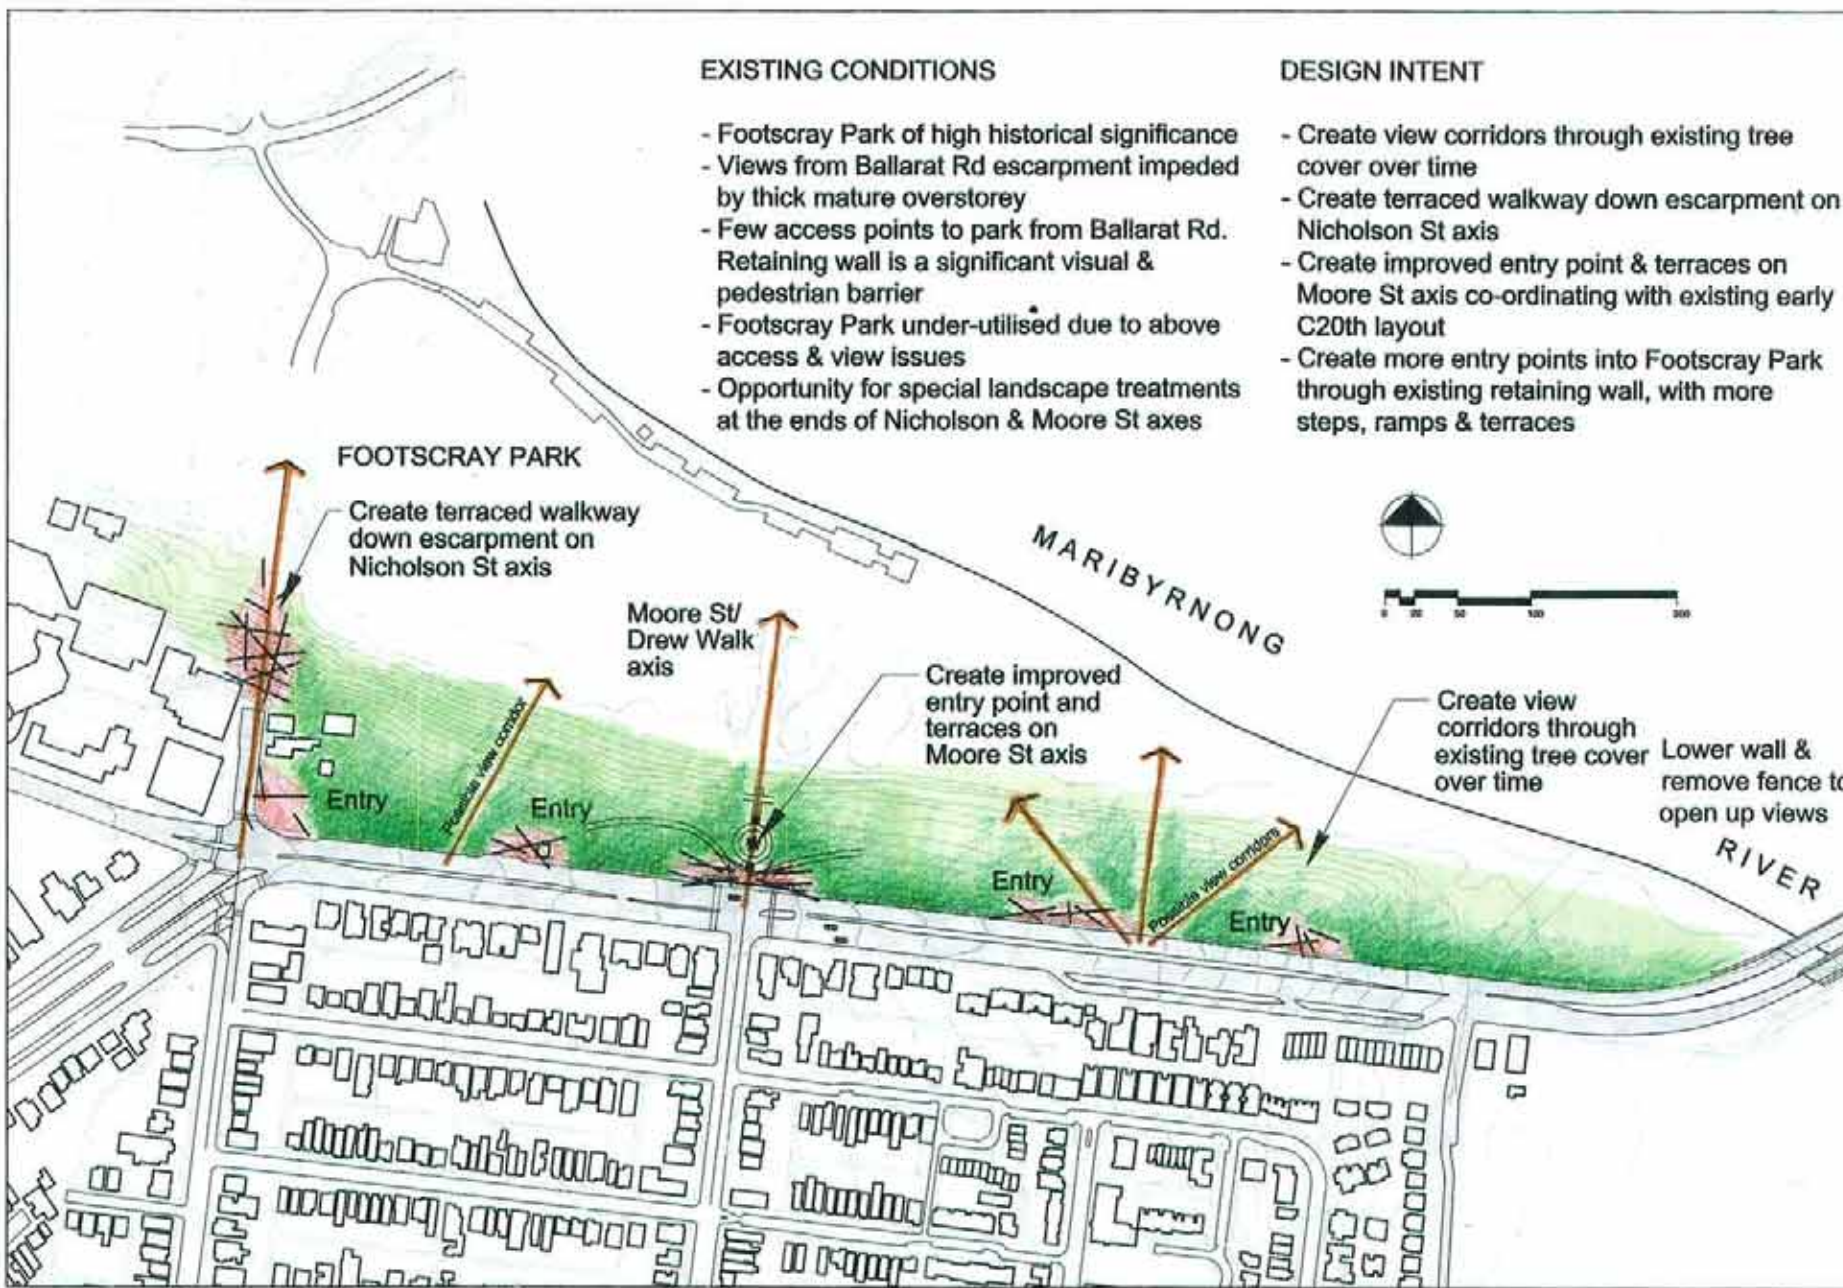 EXISTING CONDITIONS
- Footscray Park of high historical significance
- Views from Ballarat Rd escarpment impeded
by thick mature overstorey
- Few access points to park from Ballarat Rd.
Retaining wall is a significant visual &
pedestrian barrier
- Footscray Park under-utilised due to above
access & view issues
- Opportunity for special landscape treatments
at the ends of Nicholson & Moore St axes
DESIGN INTENT
- Create view corridors through existing tree
cover over time
- Create terraced walkway down escarpment on
Nicholson St axis
- Create improved entry point & terraces on
Moore St axis co-ordinating with existing early
C20th layout
- Create more entry points into Footscray Park
through existing retaining wall, with more
steps, ramps & terraces
FOOTSCRAY PARK
Create terraced walkway
down escarpment on
Nicholson St axis
Moore St/
Drew Walk
axis
Create improved
entry point and
terraces on
Moore St axis
MARIBYRNONG
RIVER
0 20 50 100 200
Create view
corridors through
existing tree cover
over time
Lower wall &
remove fence to
open up views
Entry
Possible view corridor
Entry
Entry
Possible view corridors
Entry